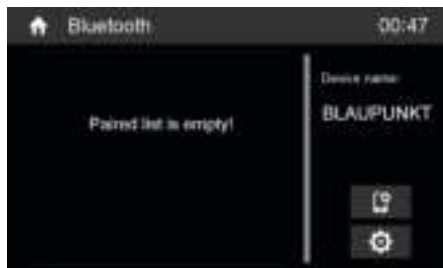 Bluetooth
00:47
Paired list is empty!
Device name:
BLAUPUNKT